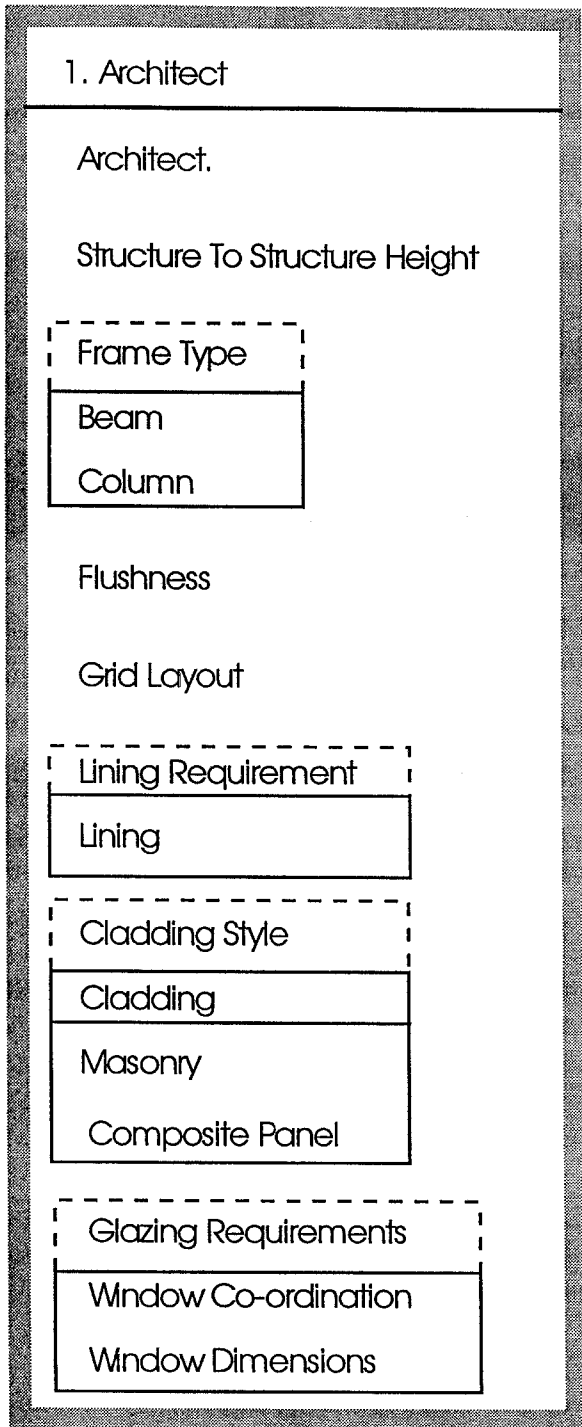 1. Architect
Architect.
Structure To Structure Height
Frame Type
Beam
Column
Flushness
Grid Layout
Lining Requirement
Lining
Cladding Style
Cladding
Masonry
Composite Panel
Glazing Requirements
Window Co-ordination
Window Dimensions